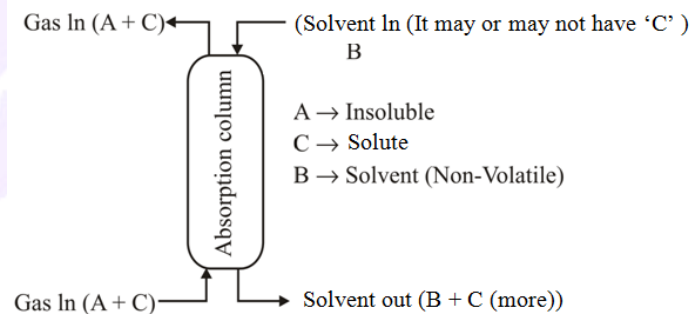 Gas ln (A + C)
(Solvent ln (It may or may not have ‘C’ )
B
Absorption column
A → Insoluble
C → Solute
B → Solvent (Non-Volatile)
Gas ln (A + C)
Solvent out (B + C (more))